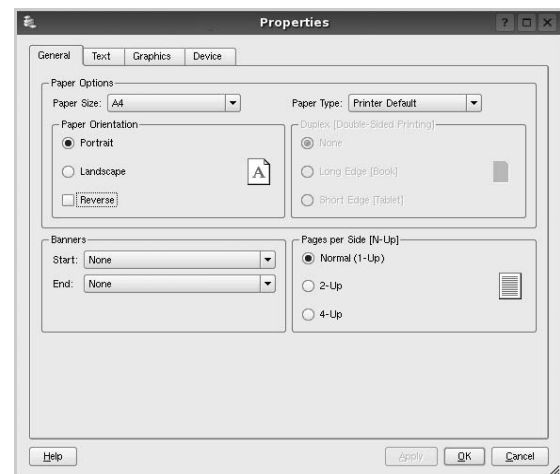 Properties
General Text Graphics Device
Paper Options
Paper Size: A4 Paper Type: Printer Default
Paper Orientation Duplex [Double-Sided Printing]
Portrait None
Landscape A Long Edge [Book]
Reverse Short Edge [Tablet]
Banners Pages per Side [N-Up]
Start: None Normal (1-Up)
End: None 2-Up
4-Up
Help Apply OK Cancel